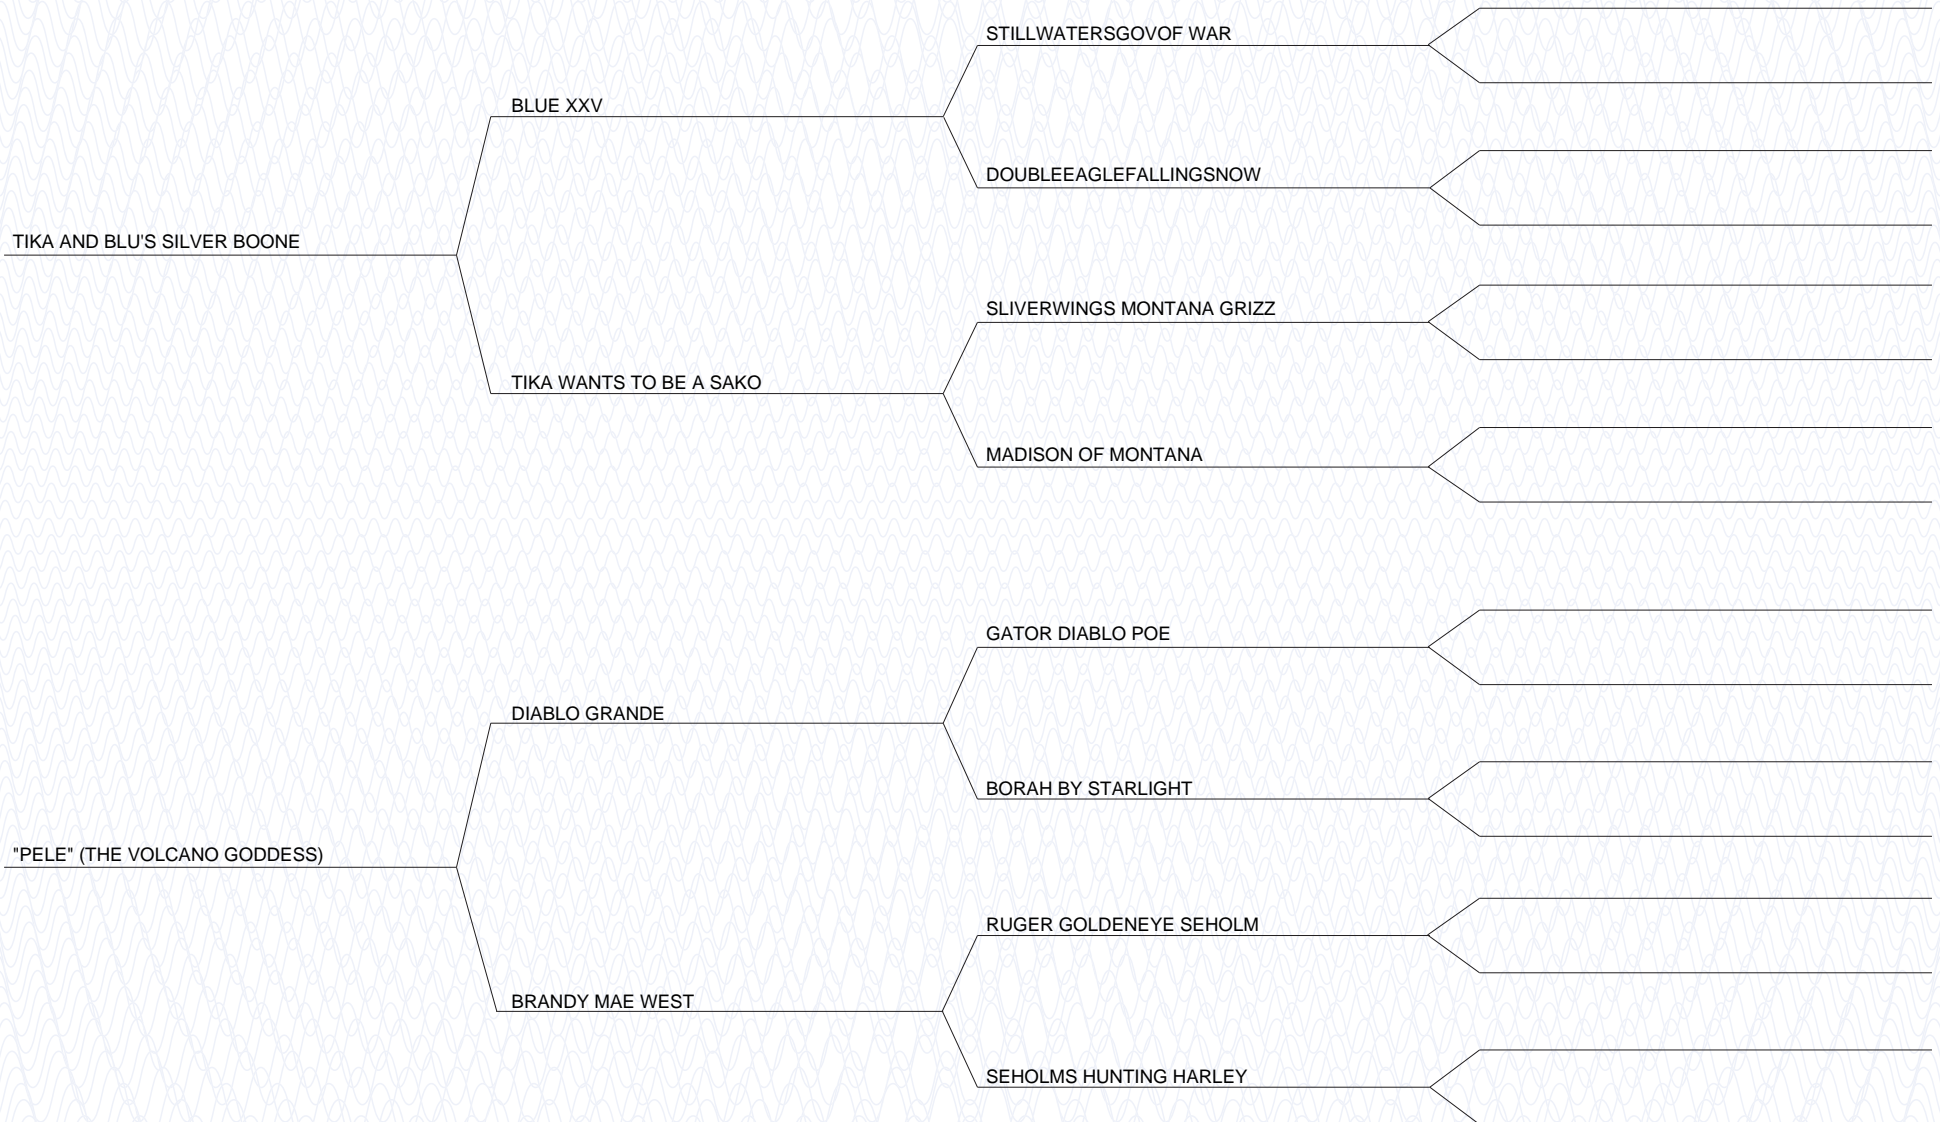 STILLWATERSGOVOF WAR
BLUE XXV
DOUBLEEAGLEFALLINGSNOW
TIKA AND BLU'S SILVER BOONE
SLIVERWINGS MONTANA GRIZZ
TIKA WANTS TO BE A SAKO
MADISON OF MONTANA
GATOR DIABLO POE
DIABLO GRANDE
BORAH BY STARLIGHT
"PELE" (THE VOLCANO GODDESS)
RUGER GOLDENEYE SEHOLM
BRANDY MAE WEST
SEHOLMS HUNTING HARLEY